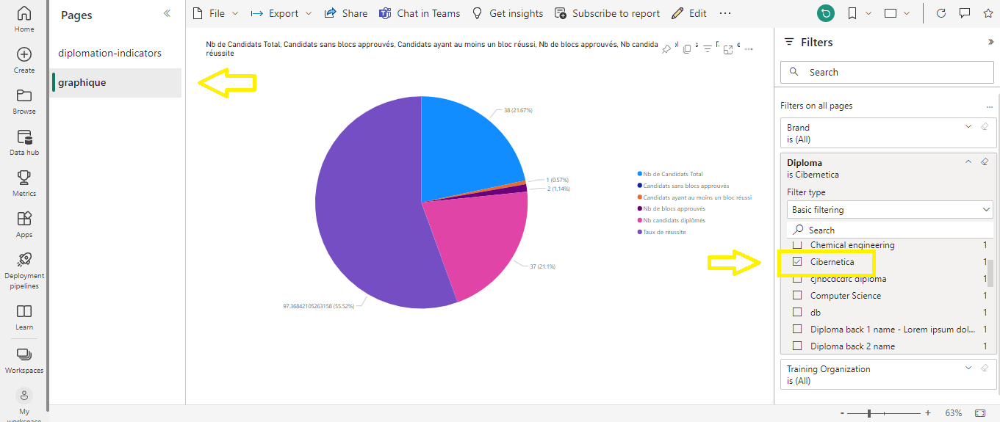 Home
Create
Browse
Data hub
Metrics
Apps
Deployment
pipelines
Learn
Workspaces
My
workspace
Pages
diplomation-indicators
graphique
File
Export
Share
Chat in Teams
Get insights
Subscribe to report
Edit
Nb de Candidats Total, Candidats sans blocs approuvés, Candidats ayant au moins un bloc réussi, Nb de blocs approuvés, Nb candida
réussite
38 (21.67%)
1 (0.57%)
2 (1.14%)
37 (21.1%)
97.36842105263158 (55.52%)
Nb de Candidats Total
Candidats sans blocs approuvés
Candidats ayant au moins un bloc réussi
Nb de blocs approuvés
Nb candidats diplômés
Taux de réussite
Filters
Search
Filters on all pages
Brand
is (All)
Diploma
is Cibernetica
Filter type
Basic filtering
Search
Chemical engineering 1
Cibernetica 1
cjnbcdcdfc diploma 1
Computer Science 1
db 1
Diploma back 1 name - Lorem ipsum dol... 1
Diploma back 2 name 1
Training Organization
is (All)
- + 63%